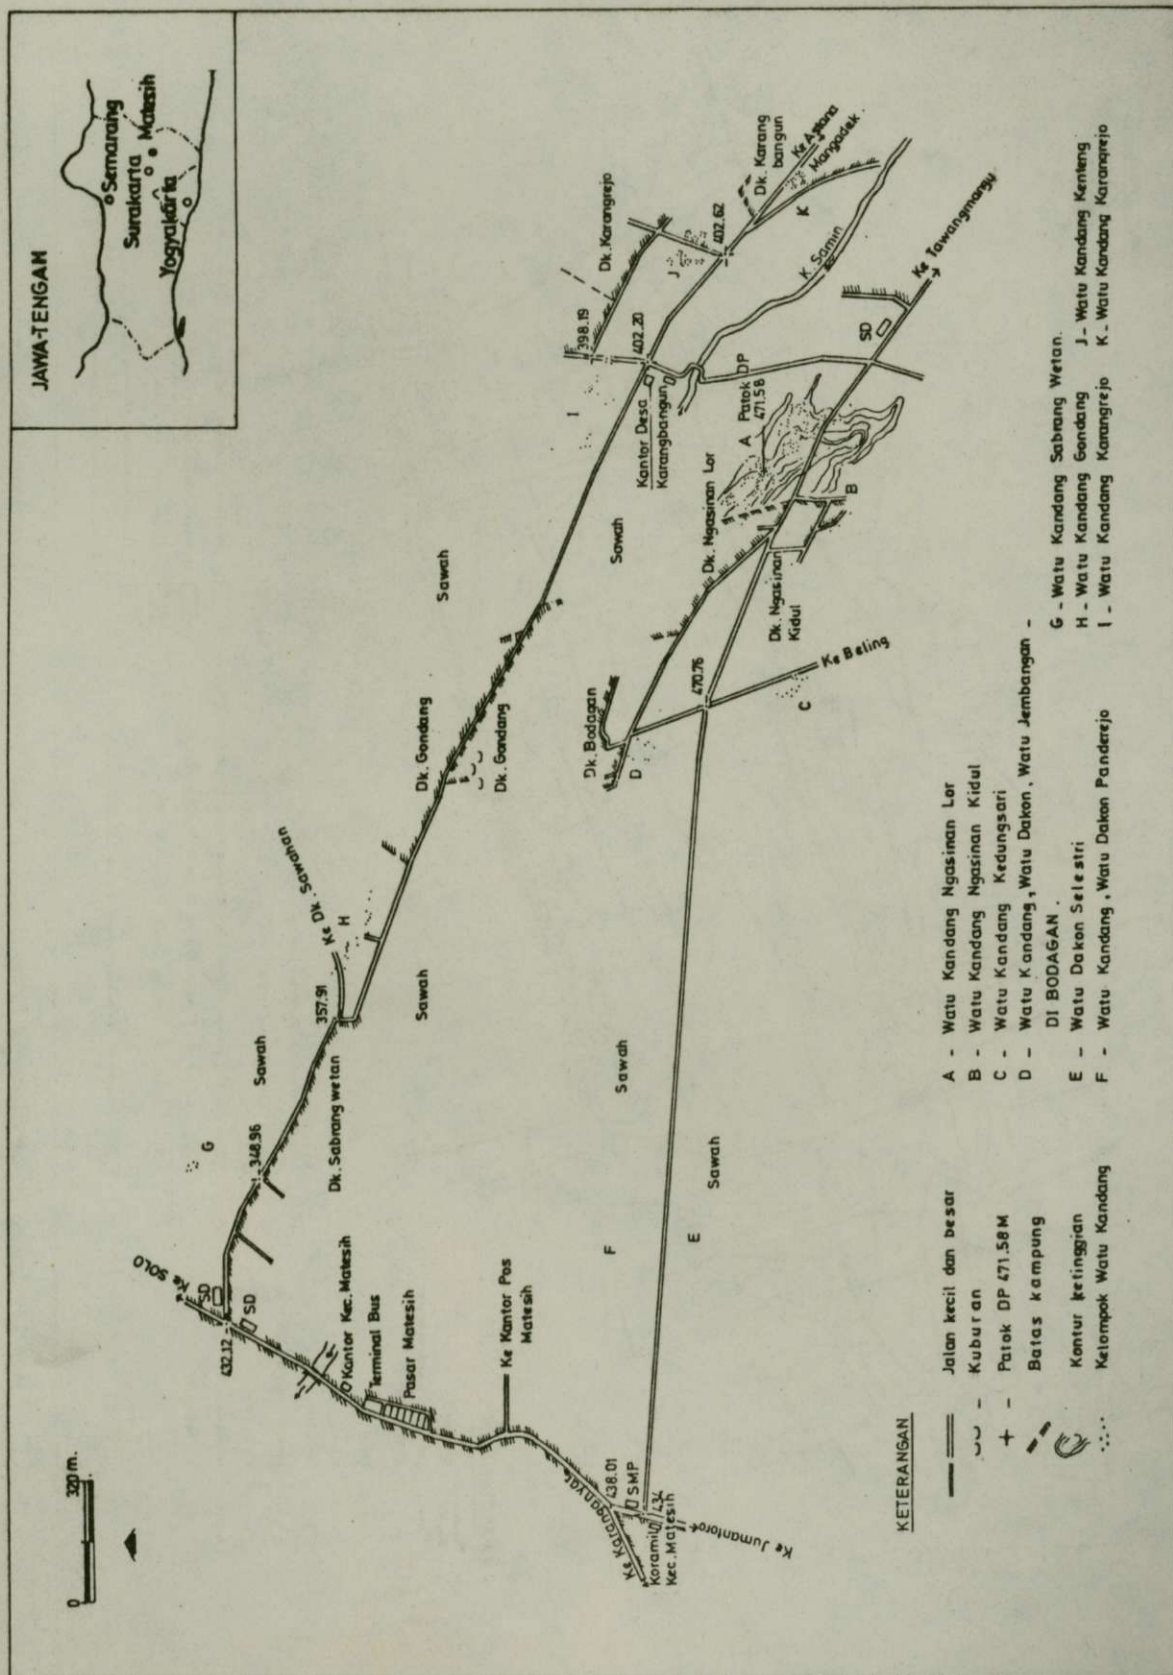 JAWA-TENGAH
Semarang
Surakarta
Matesih
Yogyakarta
0 320 m.
Ke SOLO
SD
SD
432.12
G
348.96
Sawah
Dk. Sabrang wetan
357.91
Ke Dk. Sawahan
H
Sawah
Dk. Gondang
Dk. Gondang
Sawah
Sawah
I
398.19
Dk. Karangrejo
J
402.20
402.62
Dk. Karang
bangun
Ke Astana
Mangadek.
K
K. Samin
Kantor Desa
Karangbangun
Kantor Kec. Matesih
Terminal Bus
Pasar Matesih
Ke Kantor Pos
Matesih
Ke Karanganyar
438.01
SMP
434
Koramil
Kec. Matesih
Ke Jumantoro
F
E
Sawah
Sawah
Dk. Bodagan
D
470.76
C
Ke Beling
Dk. Ngasinan Lor
Dk. Ngasinan
Kidul
A
Patok DP
471.58
B
SD
Ke Tawangmangu
KETERANGAN
Jalan kecil dan besar
- Kuburan
- Patok DP 471.58 M
Batas kampung
Kontur ketinggian
Kelompok Watu Kandang
A - Watu Kandang Ngasinan Lor
B - Watu Kandang Ngasinan Kidul
C - Watu Kandang Kedungsari
D - Watu Kandang, Watu Dakon, Watu Jembangan -
DI BODAGAN.
E - Watu Dakon Selestri
F - Watu Kandang, Watu Dakon Panderejo
G - Watu Kandang Sabrang Wetan.
H - Watu Kandang Gondang
I - Watu Kandang Karangrejo
J - Watu Kandang Kenteng
K - Watu Kandang Karangrejo